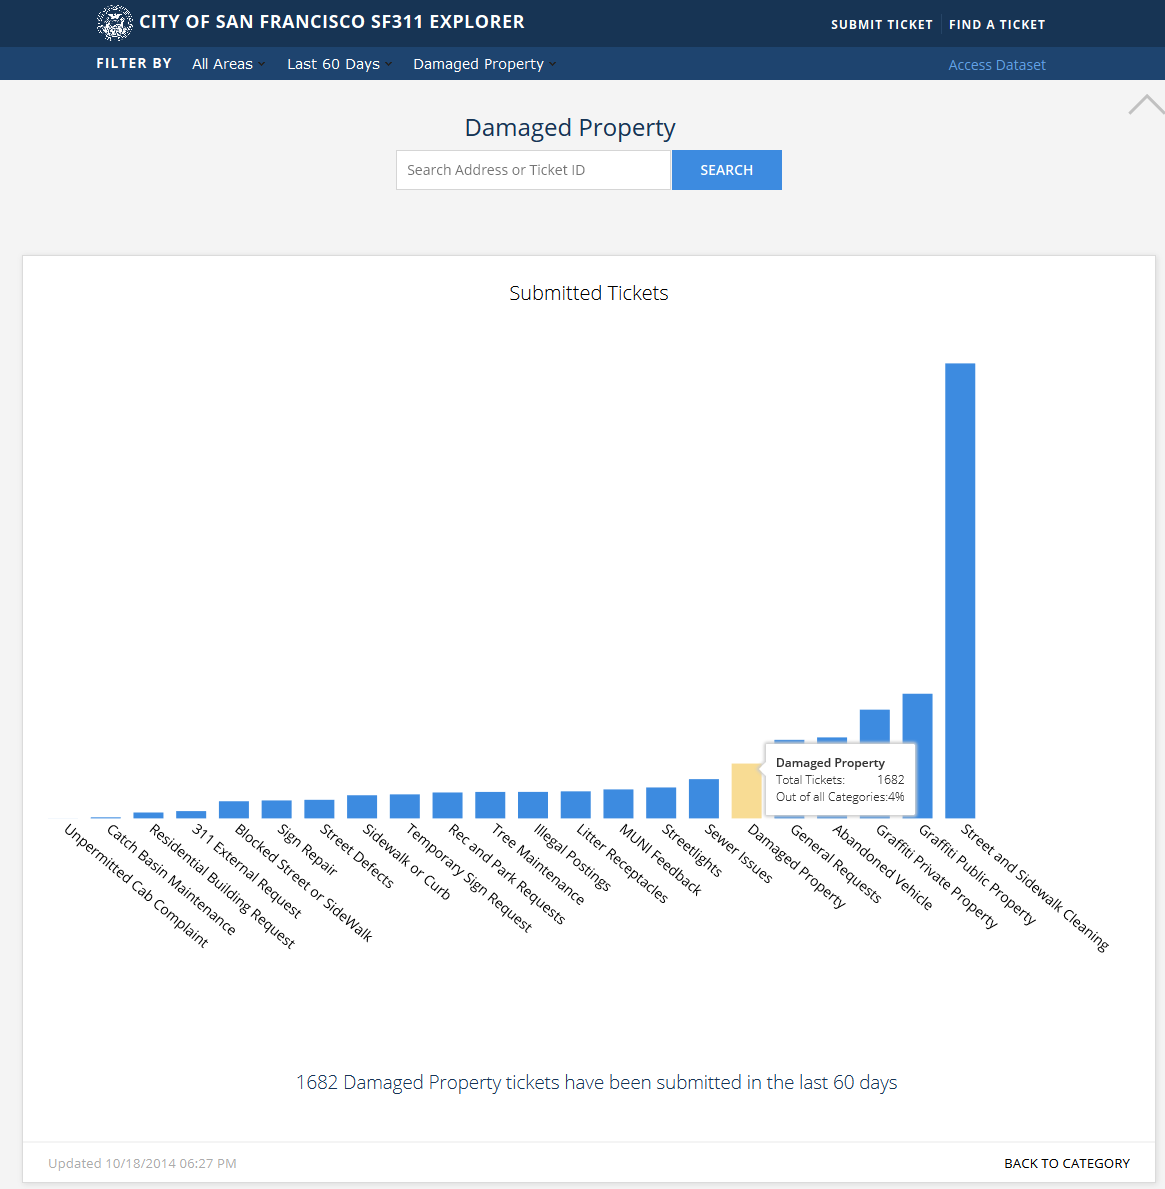 CITY OF SAN FRANCISCO SF311 EXPLORER
SUBMIT TICKET
FIND A TICKET
FILTER BY
All Areas
Last 60 Days
Damaged Property
Access Dataset
Damaged Property
Search Address or Ticket ID
SEARCH
Submitted Tickets
Damaged Property
Total Tickets: 1682
Out of all Categories:4%
Unpermitted Cab Complaint
Catch Basin Maintenance
Residential Building Request
311 External Request
Blocked Street or SideWalk
Sign Repair
Street Defects
Sidewalk or Curb
Temporary Sign Request
Rec and Park Requests
Tree Maintenance
Illegal Postings
Litter Receptacles
MUNI Feedback
Streetlights
Sewer Issues
Damaged Property
General Requests
Abandoned Vehicle
Graffiti Private Property
Graffiti Public Property
Street and Sidewalk Cleaning
1682 Damaged Property tickets have been submitted in the last 60 days
Updated 10/18/2014 06:27 PM
BACK TO CATEGORY